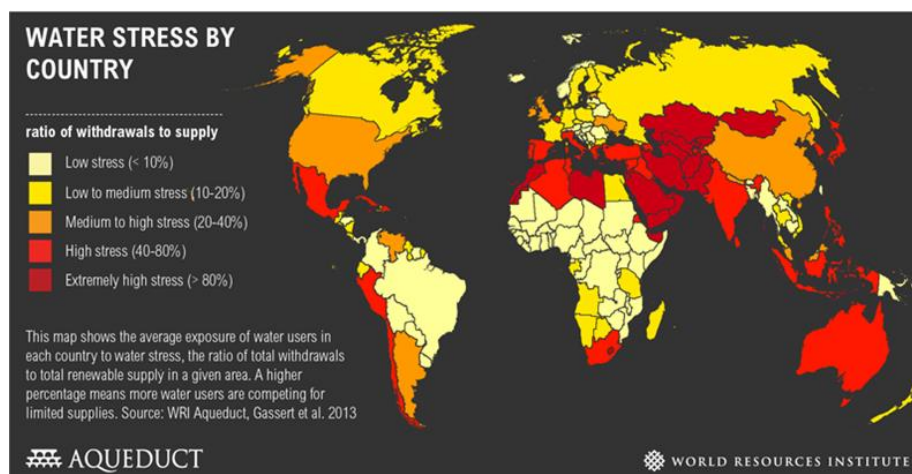 WATER STRESS BY
COUNTRY
ratio of withdrawals to supply
Low stress (< 10%)
Low to medium stress (10-20%)
Medium to high stress (20-40%)
High stress (40-80%)
Extremely high stress (> 80%)
This map shows the average exposure of water users in
each country to water stress, the ratio of total withdrawals
to total renewable supply in a given area. A higher
percentage means more water users are competing for
limited supplies. Source: WRI Aqueduct, Gassert et al. 2013
AQUEDUCT
WORLD RESOURCES INSTITUTE